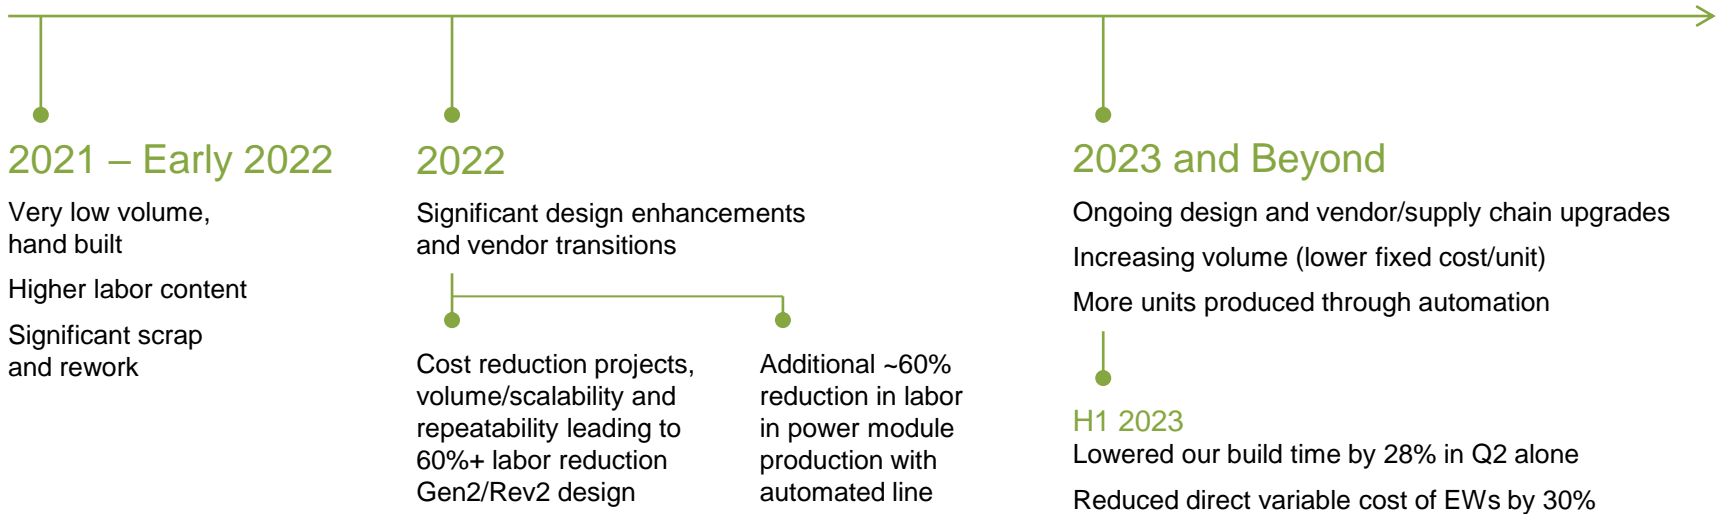 2021 – Early 2022
Very low volume,
hand built
Higher labor content
Significant scrap
and rework
2022
Significant design enhancements
and vendor transitions
Cost reduction projects,
volume/scalability and
repeatability leading to
60%+ labor reduction
Gen2/Rev2 design
Additional ~60%
reduction in labor
in power module
production with
automated line
2023 and Beyond
Ongoing design and vendor/supply chain upgrades
Increasing volume (lower fixed cost/unit)
More units produced through automation
H1 2023
Lowered our build time by 28% in Q2 alone
Reduced direct variable cost of EWs by 30%